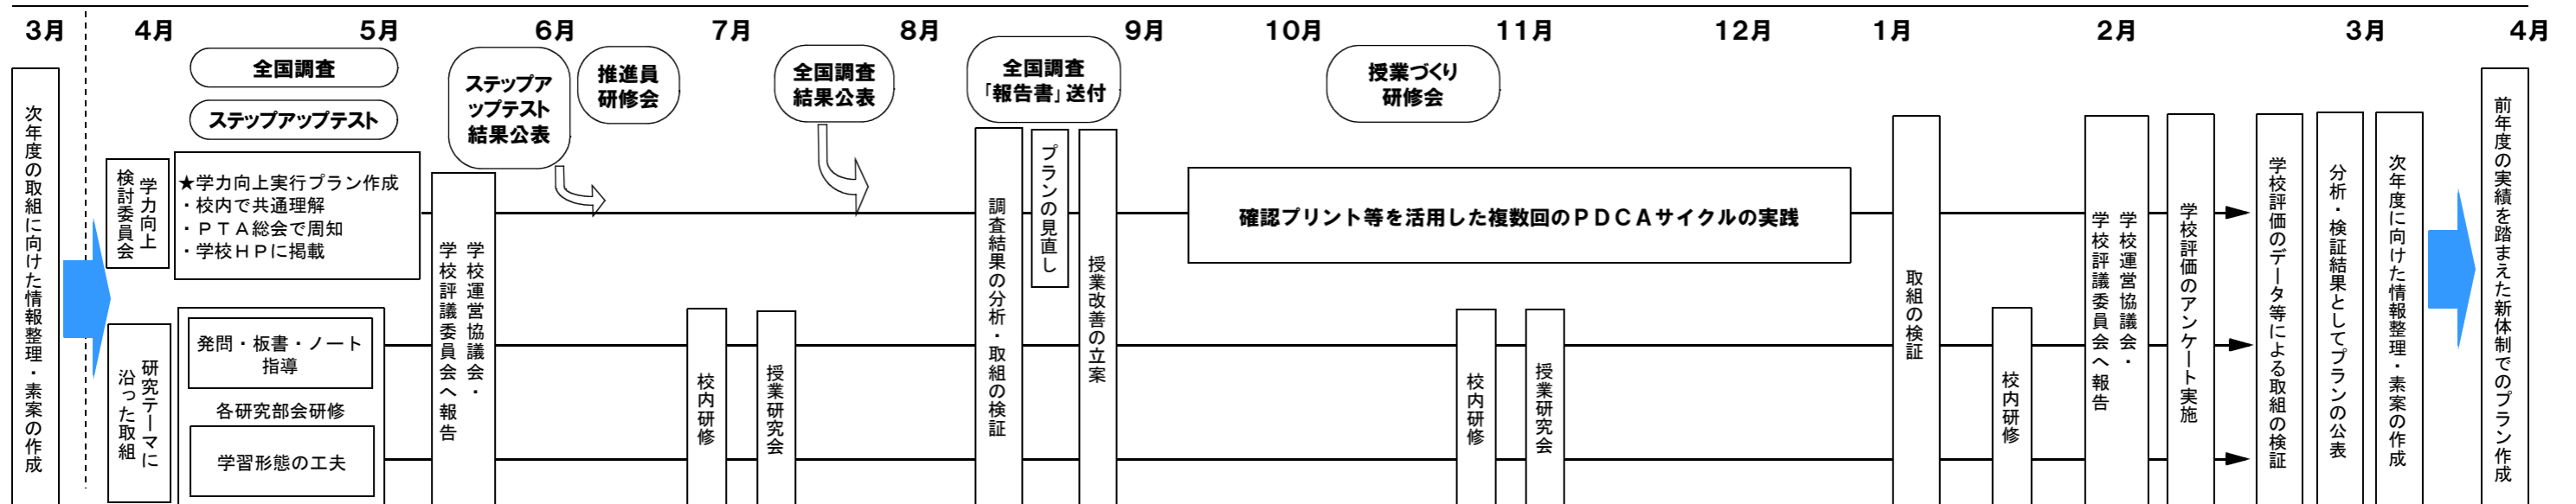 3月
4月
5月
6月
7月
8月
9月
10月
11月
12月
1月
2月
3月
4月
全国調査
ステップアップテスト
ステップア
ップテスト
結果公表
推進員
研修会
全国調査
結果公表
全国調査
「報告書」送付
授業づくり
研修会
次年度の取組に向けた情報整理・素案の作成
学力向上
検討委員会
★学力向上実行プラン作成
・校内で共通理解
・ＰＴＡ総会で周知
・学校ＨＰに掲載
研究テーマに
沿った取組
発問・板書・ノート
指導
各研究部会研修
学習形態の工夫
学校運営協議会・
学校評議委員会へ報告
校内研修
授業研究会
調査結果の分析・取組の検証
プランの見直し
授業改善の立案
確認プリント等を活用した複数回のＰＤＣＡサイクルの実践
校内研修
授業研究会
取組の検証
校内研修
学校運営協議会・
学校評議委員会へ報告
学校評価のアンケート実施
学校評価のデータ等による取組の検証
分析・検証結果としてプランの公表
次年度に向けた情報整理・素案の作成
前年度の実績を踏まえた新体制でのプラン作成